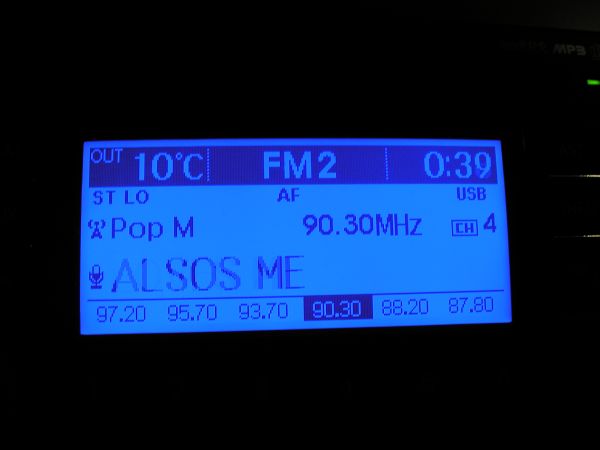 MP3
OUT 10°C FM2 0:39
ST LO AF USB
Pop M 90.30MHz CH 4
ALSOS ME
97.20 95.70 93.70 90.30 88.20 87.80